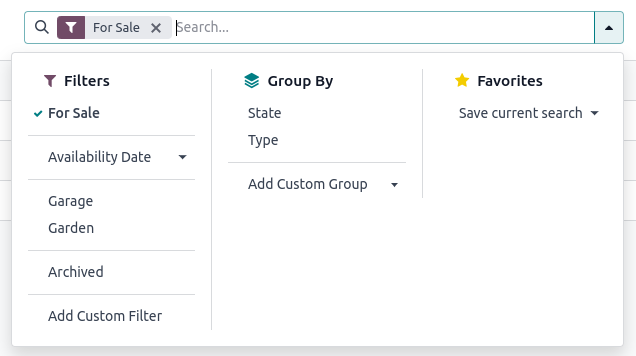 For Sale
Search...
Filters
For Sale
Availability Date
Garage
Garden
Archived
Add Custom Filter
Group By
State
Type
Add Custom Group
Favorites
Save current search